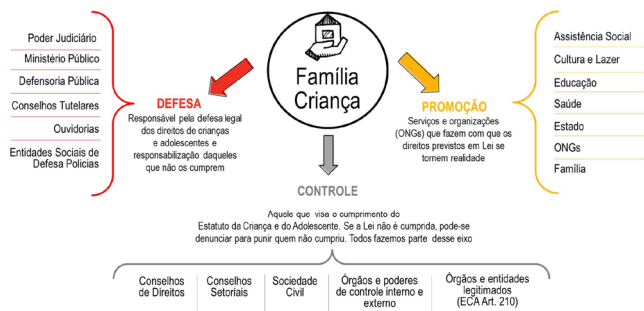 Família
Criança
Poder Judiciário
Ministério Público
Defensoria Pública
Conselhos Tutelares
Ouvidorias
Entidades Sociais de
Defesa Policias
DEFESA
Responsável pela defesa legal
dos direitos de crianças
e adolescentes e
responsabilização daqueles
que não os cumprem
PROMOÇÃO
Serviços e organizações
(ONGs) que fazem com que os
direitos previstos em Lei se
tornem realidade
Assistência Social
Cultura e Lazer
Educação
Saúde
Estado
ONGs
Família
CONTROLE
Aquele que visa o cumprimento do
Estatuto da Criança e do Adolescente. Se a Lei não é cumprida, pode-se
denunciar para punir quem não cumpriu. Todos fazemos parte desse eixo
Conselhos
de Direitos
Conselhos
Setoriais
Sociedade
Civil
Órgãos e poderes
de controle interno e
externo
Órgãos e entidades
legitimados
(ECA Art. 210)